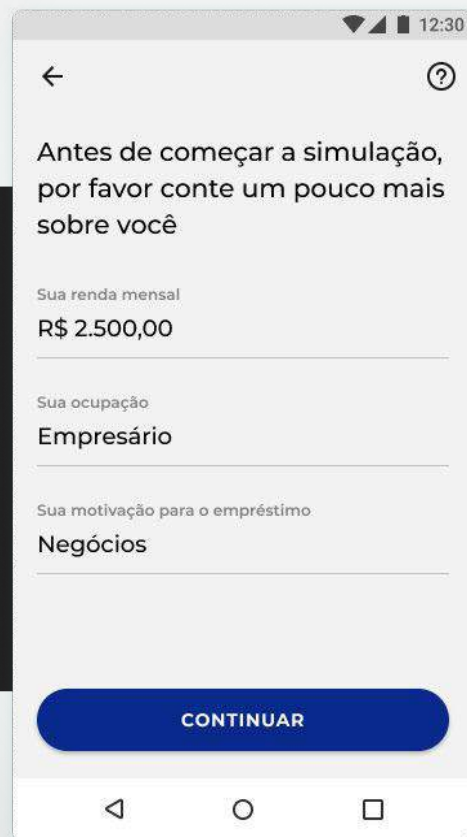 12:30
Antes de começar a simulação,
por favor conte um pouco mais
sobre você
Sua renda mensal
R$ 2.500,00
Sua ocupação
Empresário
Sua motivação para o empréstimo
Negócios
CONTINUAR